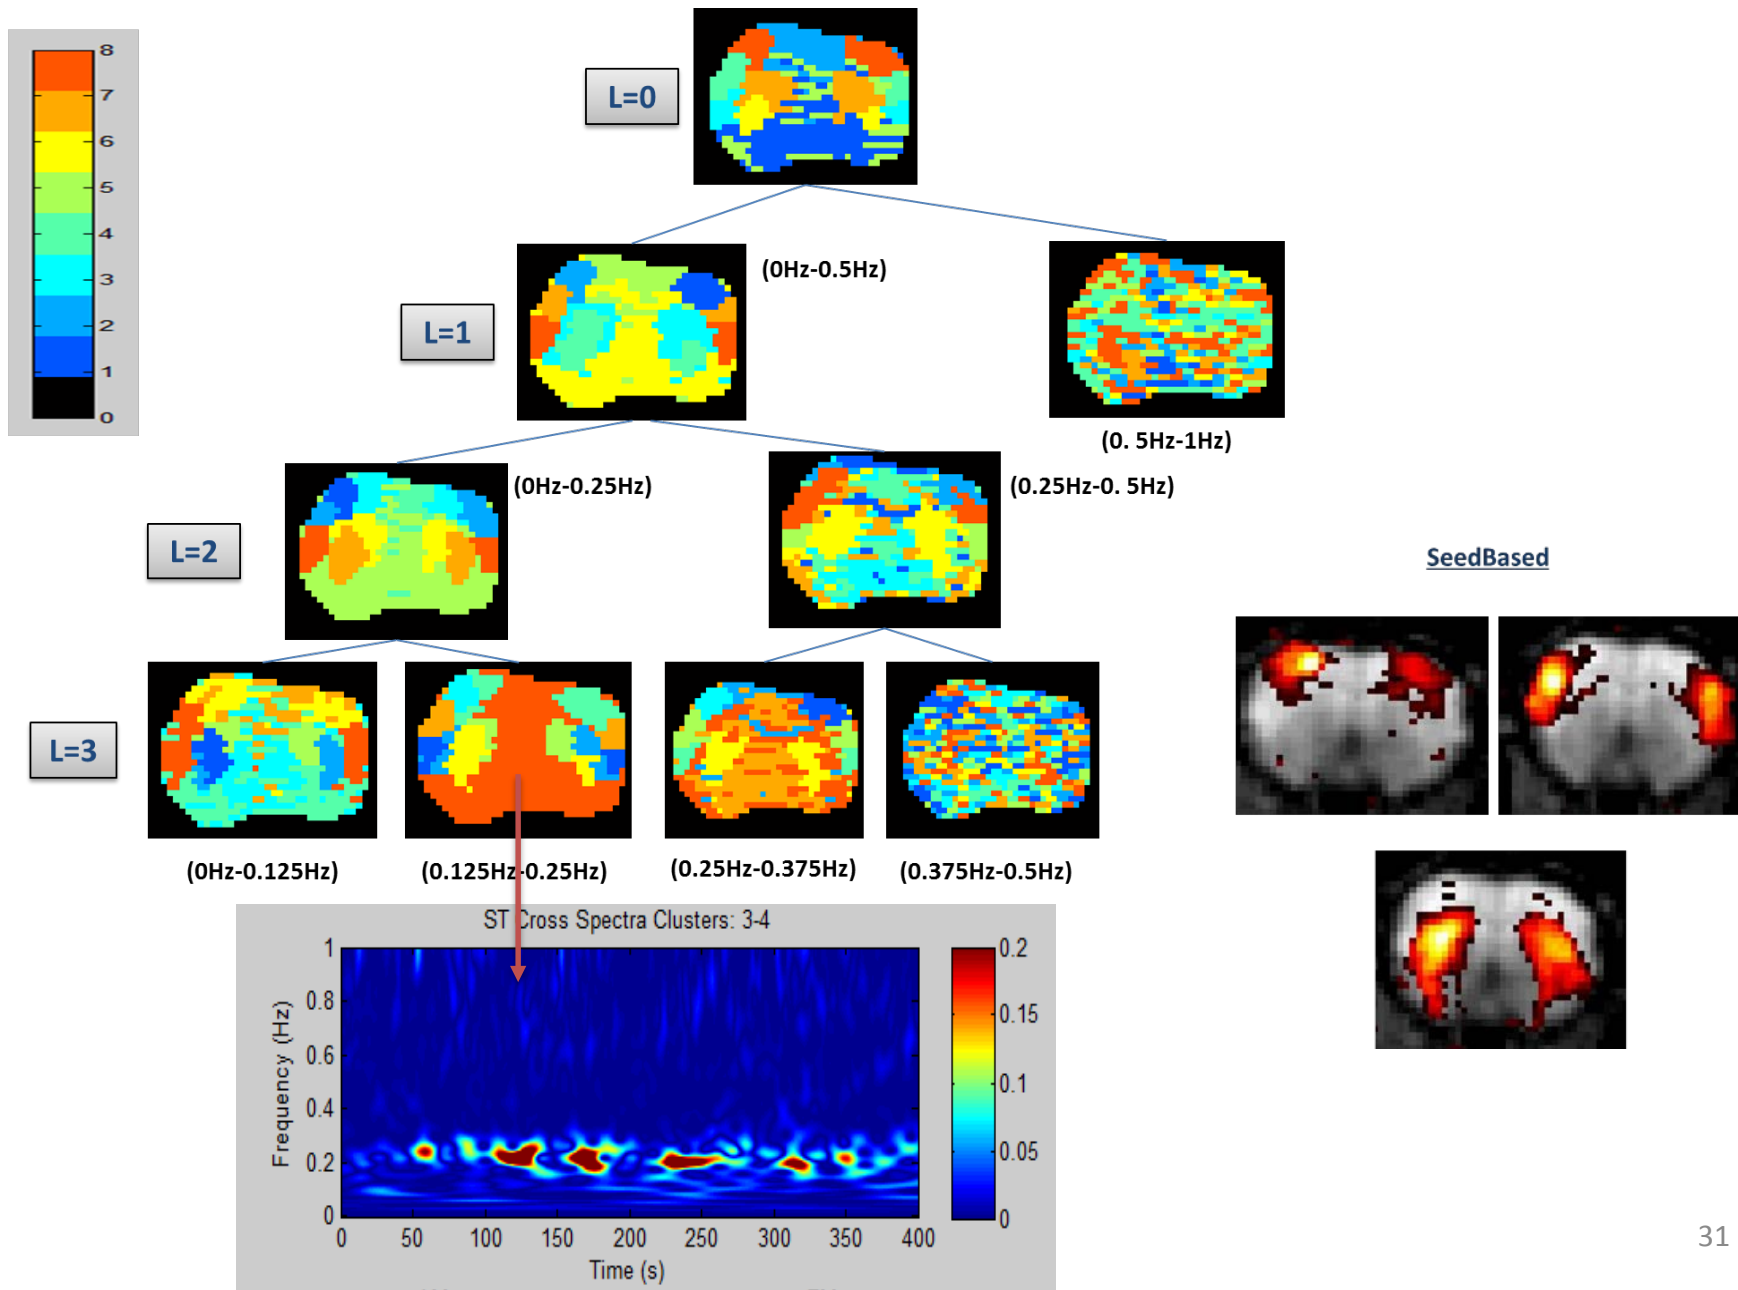 8
7
6
5
4
3
2
1
0
L=0
(0Hz-0.5Hz)
L=1
(0. 5Hz-1Hz)
(0Hz-0.25Hz)
(0.25Hz-0. 5Hz)
L=2
SeedBased
L=3
(0Hz-0.125Hz)
(0.125Hz-0.25Hz)
(0.25Hz-0.375Hz)
(0.375Hz-0.5Hz)
ST Cross Spectra Clusters: 3-4
Frequency (Hz)
1
0.8
0.6
0.4
0.2
0
0 50 100 150 200 250 300 350 400
Time (s)
0.2
0.15
0.1
0.05
0
31